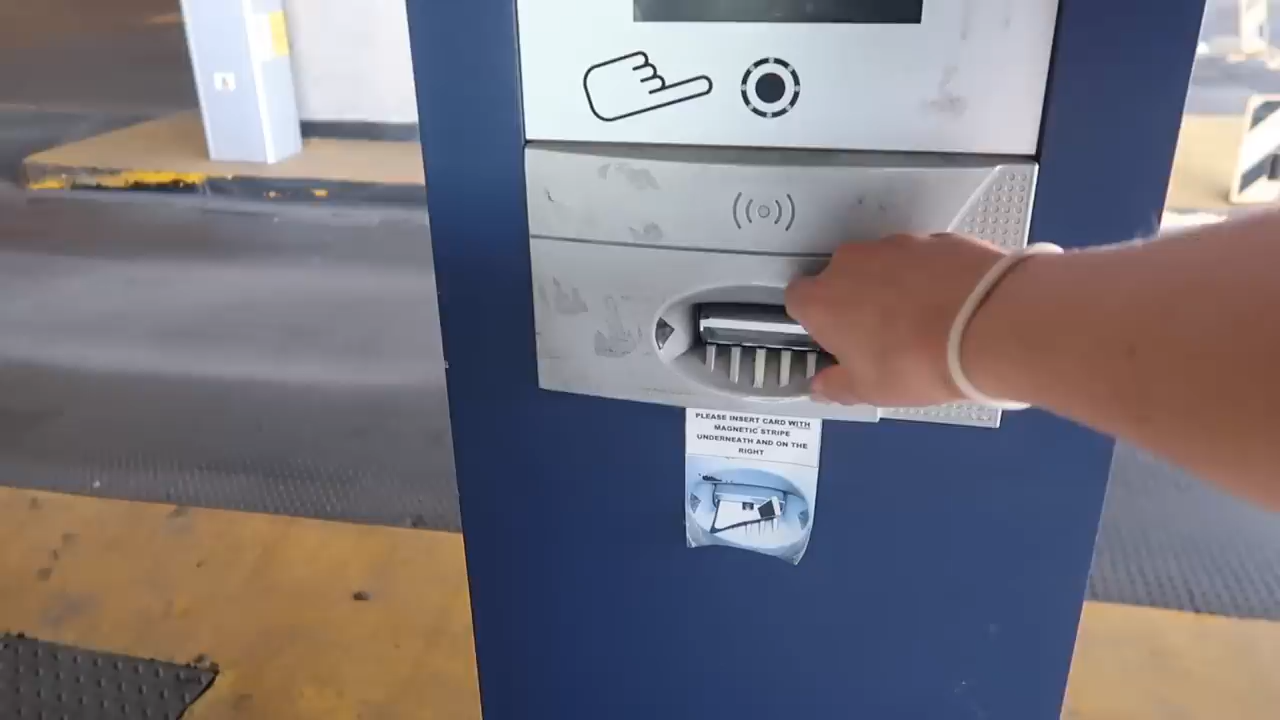 PLEASE INSERT CARD WITH
MAGNETIC STRIPE
UNDERNEATH AND ON THE
RIGHT